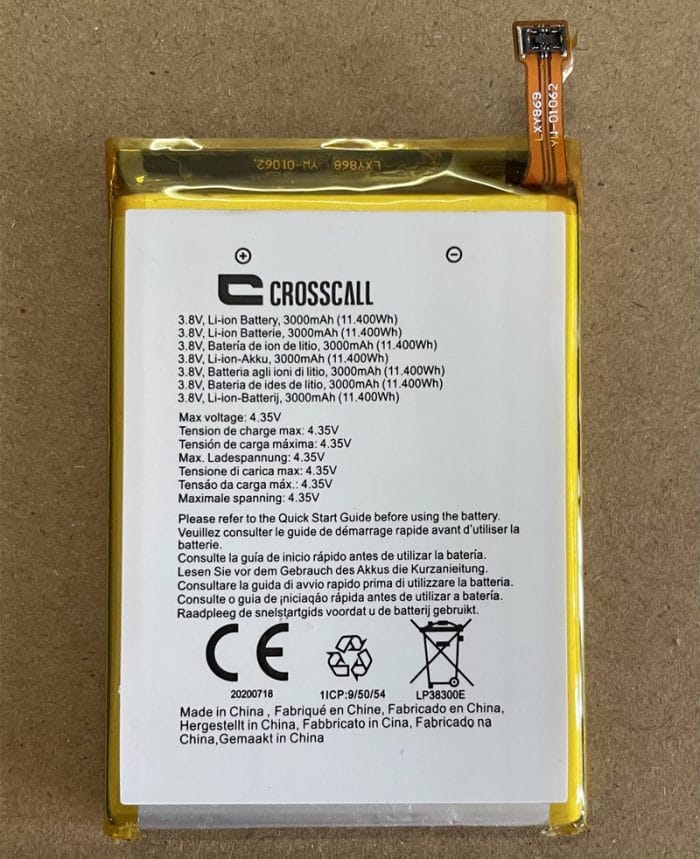 LXY869
YW-01062
LXY868 YW-01062
CROSSCALL
3.8V, Li-ion Battery, 3000mAh (11.400Wh)
3.8V, Li-ion Batterie, 3000mAh (11.400Wh)
3.8V, Batería de ion de litio, 3000mAh (11.400Wh)
3.8V, Li-ion-Akku, 3000mAh (11.400Wh)
3.8V, Batteria agli ioni di litio, 3000mAh (11.400Wh)
3.8V, Bateria de ides de litio, 3000mAh (11.400Wh)
3.8V, Li-ion-Batterij, 3000mAh (11.400Wh)
Max voltage: 4.35V
Tension de charge max: 4.35V
Tensión de carga máxima: 4.35V
Max. Ladespannung: 4.35V
Tensione di carica max: 4.35V
Tensáo da carga máx.: 4.35V
Maximale spanning: 4.35V
Please refer to the Quick Start Guide before using the battery.
Veuillez consulter le guide de démarrage rapide avant d'utiliser la
batterie.
Consulte la guía de inicio rápido antes de utilizar la batería.
Lesen Sie vor dem Gebrauch des Akkus die Kurzanieitung.
Consultare la guida di avvio rapido prima di utilizzare la batteria.
Consulte o guia de ¡niciaqáo rápida antes de utilizar a batería.
Raadpleeg de snelstartgids voordat u de batterij gebruikt.
CE
20200718
1ICP:9/50/54
LP38300E
Made in China , Fabriqué en Chine, Fabricado en China,
Hergestellt in China, Fabbricato in Cina, Fabricado na
China,Gemaakt in China